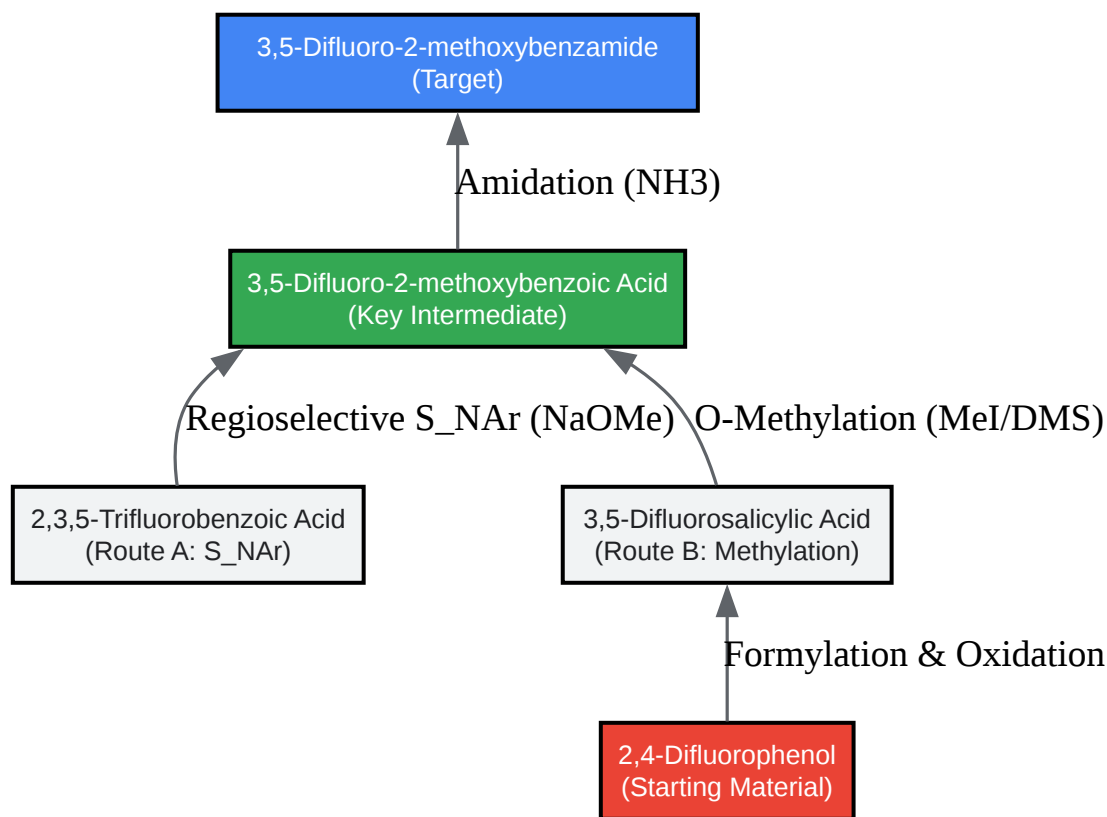 3,5-Difluoro-2-methoxybenzamide
(Target)
Amidation (NH3)
3,5-Difluoro-2-methoxybenzoic Acid
(Key Intermediate)
Regioselective S_NAr (NaOMe)
O-Methylation (MeI/DMS)
2,3,5-Trifluorobenzoic Acid
(Route A: S_NAr)
3,5-Difluorosalicylic Acid
(Route B: Methylation)
Formylation & Oxidation
2,4-Difluorophenol
(Starting Material)